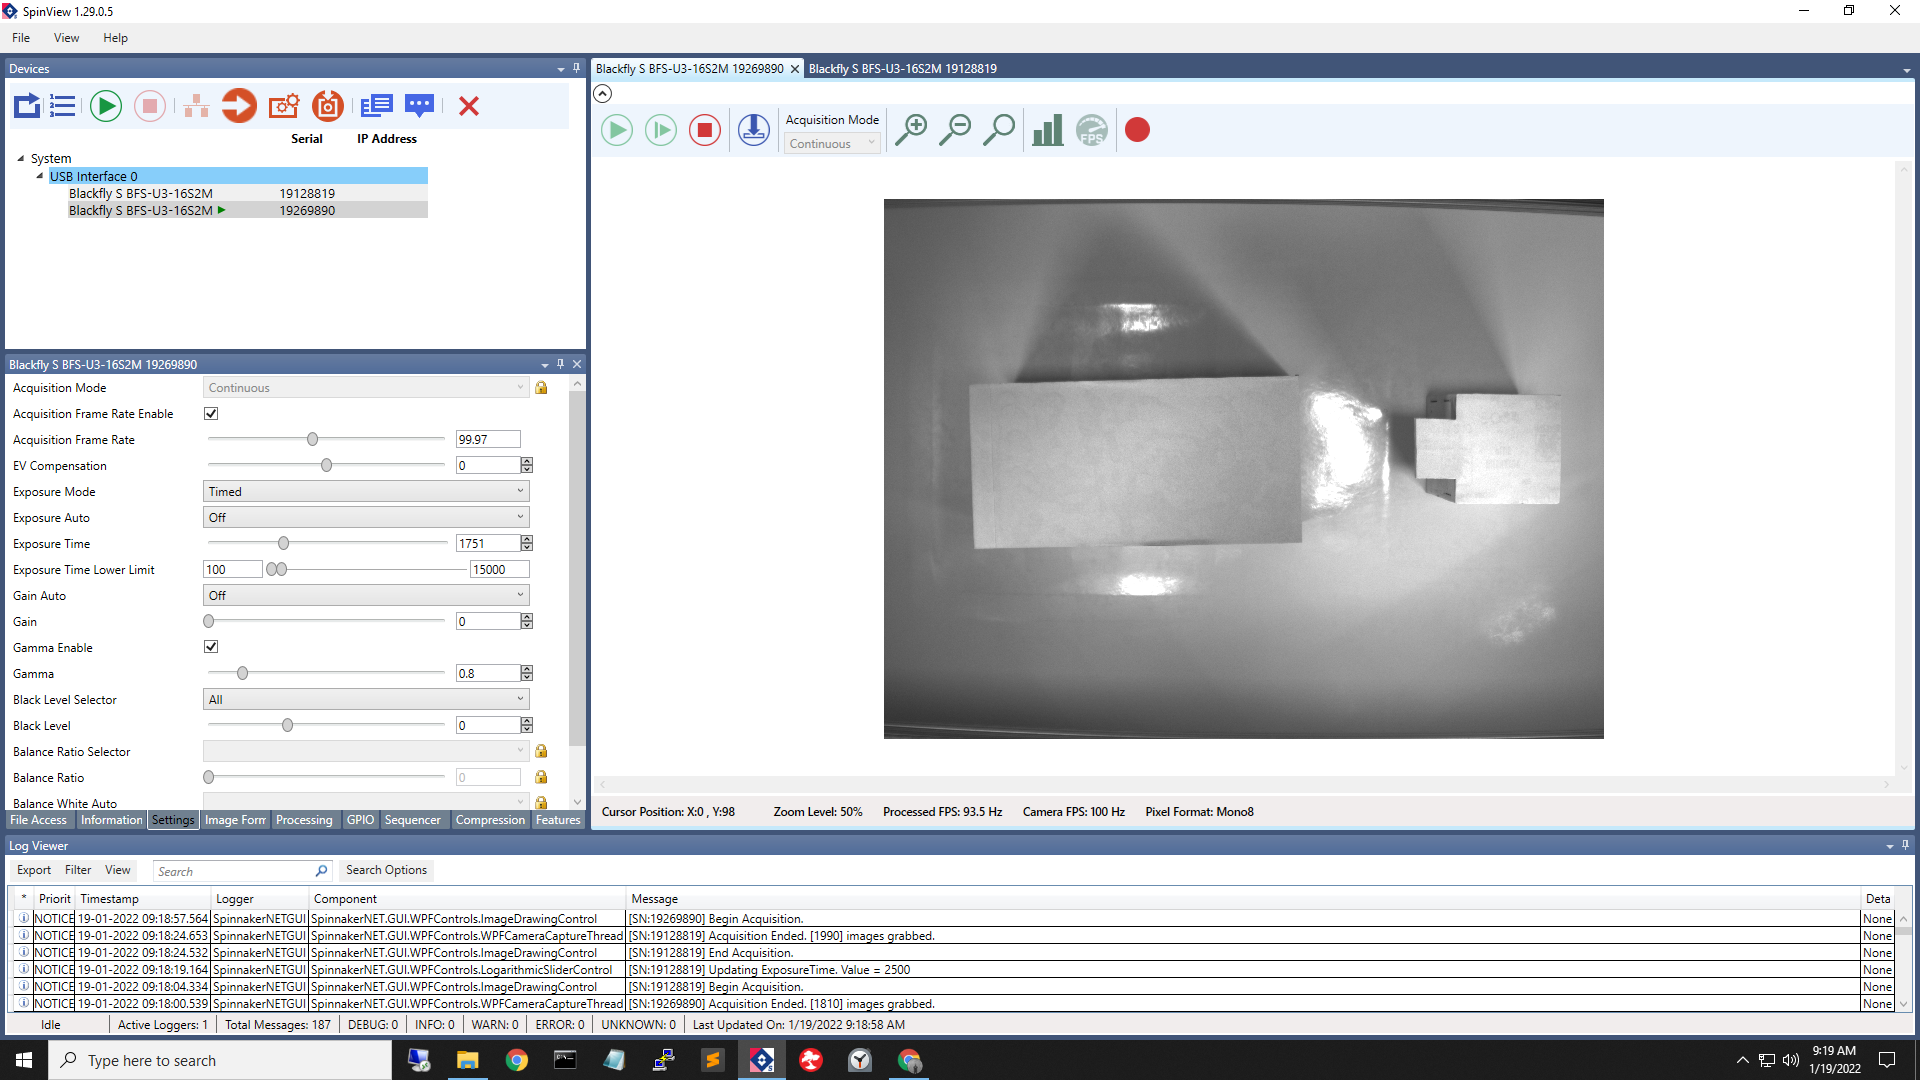 SpinView 1.29.0.5
File View Help
Devices
Serial IP Address
System
USB Interface 0
Blackfly S BFS-U3-16S2M 19128819
Blackfly S BFS-U3-16S2M 19269890
Blackfly S BFS-U3-16S2M 19269890
Acquisition Mode Continuous
Acquisition Frame Rate Enable
Acquisition Frame Rate 99.97
EV Compensation 0
Exposure Mode Timed
Exposure Auto Off
Exposure Time 1751
Exposure Time Lower Limit 100 15000
Gain Auto Off
Gain 0
Gamma Enable
Gamma 0.8
Black Level Selector All
Black Level 0
Balance Ratio Selector
Balance Ratio 0
Balance White Auto
File Access Information Settings Image Form Processing GPIO Sequencer Compression Features
Blackfly S BFS-U3-16S2M 19269890 Blackfly S BFS-U3-16S2M 19128819
Acquisition Mode
Continuous
FPS
Cursor Position: X:0 , Y:98 Zoom Level: 50% Processed FPS: 93.5 Hz Camera FPS: 100 Hz Pixel Format: Mono8
Log Viewer
Export Filter View Search Search Options
* Priorit Timestamp Logger Component Message Deta
NOTICE 19-01-2022 09:18:57.564 SpinnakerNETGUI SpinnakerNET.GUI.WPFControls.ImageDrawingControl [SN:19269890] Begin Acquisition. None
NOTICE 19-01-2022 09:18:24.653 SpinnakerNETGUI SpinnakerNET.GUI.WPFControls.WPFCameraCaptureThread [SN:19128819] Acquisition Ended. [1990] images grabbed. None
NOTICE 19-01-2022 09:18:24.532 SpinnakerNETGUI SpinnakerNET.GUI.WPFControls.ImageDrawingControl [SN:19128819] End Acquisition. None
NOTICE 19-01-2022 09:18:19.164 SpinnakerNETGUI SpinnakerNET.GUI.WPFControls.LogarithmicSliderControl [SN:19128819] Updating ExposureTime. Value = 2500 None
NOTICE 19-01-2022 09:18:04.334 SpinnakerNETGUI SpinnakerNET.GUI.WPFControls.ImageDrawingControl [SN:19128819] Begin Acquisition. None
NOTICE 19-01-2022 09:18:00.539 SpinnakerNETGUI SpinnakerNET.GUI.WPFControls.WPFCameraCaptureThread [SN:19269890] Acquisition Ended. [1810] images grabbed. None
Idle Active Loggers: 1 Total Messages: 187 DEBUG: 0 INFO: 0 WARN: 0 ERROR: 0 UNKNOWN: 0 Last Updated On: 1/19/2022 9:18:58 AM
Type here to search
9:19 AM
1/19/2022